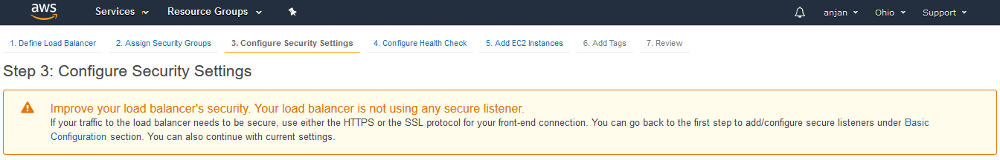 aws Services Resource Groups anjan Ohio Support
1. Define Load Balancer 2. Assign Security Groups 3. Configure Security Settings 4. Configure Health Check 5. Add EC2 Instances 6. Add Tags 7. Review
Step 3: Configure Security Settings
Improve your load balancer's security. Your load balancer is not using any secure listener.
If your traffic to the load balancer needs to be secure, use either the HTTPS or the SSL protocol for your front-end connection. You can go back to the first step to add/configure secure listeners under Basic
Configuration section. You can also continue with current settings.